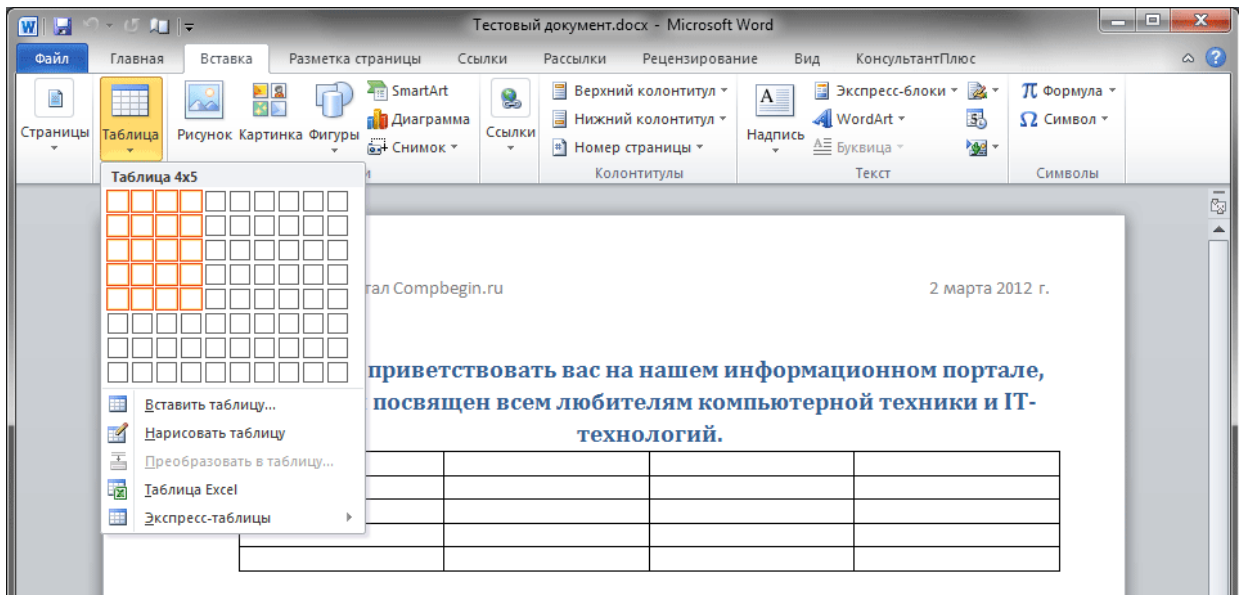 Тестовый документ.docx - Microsoft Word
Файл Главная Вставка Разметка страницы Ссылки Рассылки Рецензирование Вид КонсультантПлюс
Страницы
Таблица
Рисунок Картинка Фигуры
SmartArt
Диаграмма
Снимок
Ссылки
Верхний колонтитул
Нижний колонтитул
Номер страницы
Колонтитулы
Надпись
Экспресс-блоки
WordArt
Буквица
Текст
Формула
Символ
Символы
Таблица 4x5
Вставить таблицу...
Нарисовать таблицу
Преобразовать в таблицу...
Таблица Excel
Экспресс-таблицы
Compbegin.ru 2 марта 2012 г.
приветствовать вас на нашем информационном портале,
посвящен всем любителям компьютерной техники и IT-
технологий.